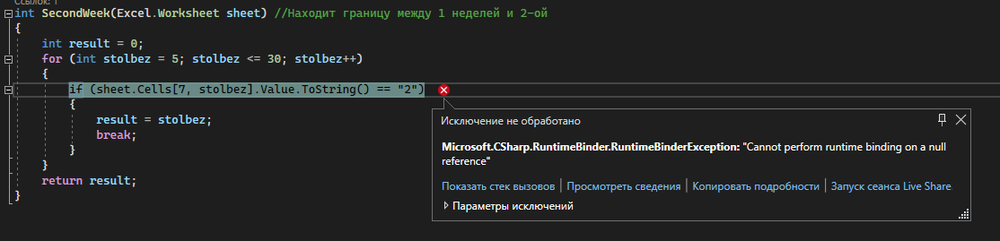 Ссылок: 1
int SecondWeek(Excel.Worksheet sheet) //Находит границу между 1 неделей и 2-ой
{
int result = 0;
for (int stolbez = 5; stolbez <= 30; stolbez++)
{
if (sheet.Cells[7, stolbez].Value.ToString() == "2")
{
result = stolbez;
break;
}
}
return result;
}
Исключение не обработано
Microsoft.CSharp.RuntimeBinder.RuntimeBinderException: "Cannot perform runtime binding on a null
reference"
Показать стек вызовов | Просмотреть сведения | Копировать подробности | Запуск сеанса Live Share
Параметры исключений